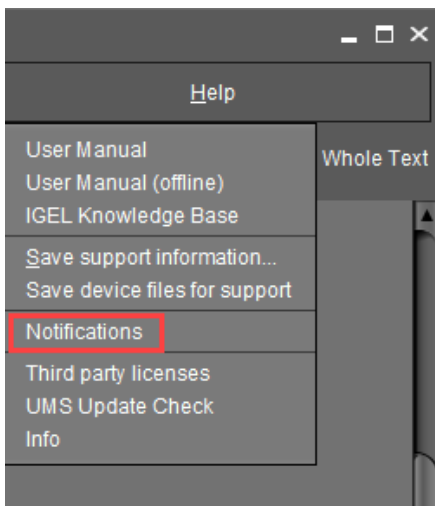 Help
User Manual
Whole Text
User Manual (offline)
IGEL Knowledge Base
Save support information...
Save device files for support
Notifications
Third party licenses
UMS Update Check
Info